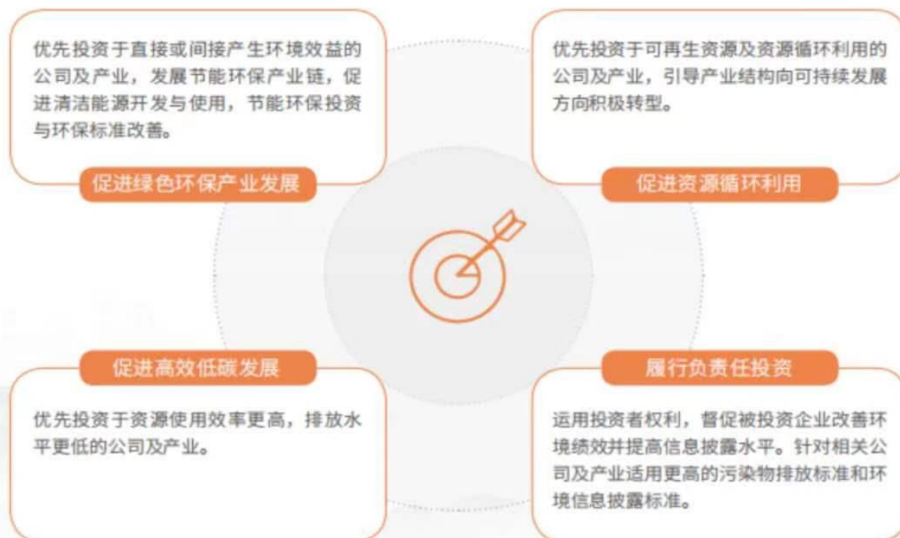 优先投资于直接或间接产生环境效益的
公司及产业，发展节能环保产业链，促
进清洁能源开发与使用，节能环保投资
与环保标准改善。
促进绿色环保产业发展
优先投资于可再生资源及资源循环利用的
公司及产业，引导产业结构向可持续发展
方向积极转型。
促进资源循环利用
促进高效低碳发展
优先投资于资源使用效率更高，排放水
平更低的公司及产业。
履行负责任投资
运用投资者权利，督促被投资企业改善环
境绩效并提高信息披露水平。针对相关公
司及产业适用更高的污染物排放标准和环
境信息披露标准。